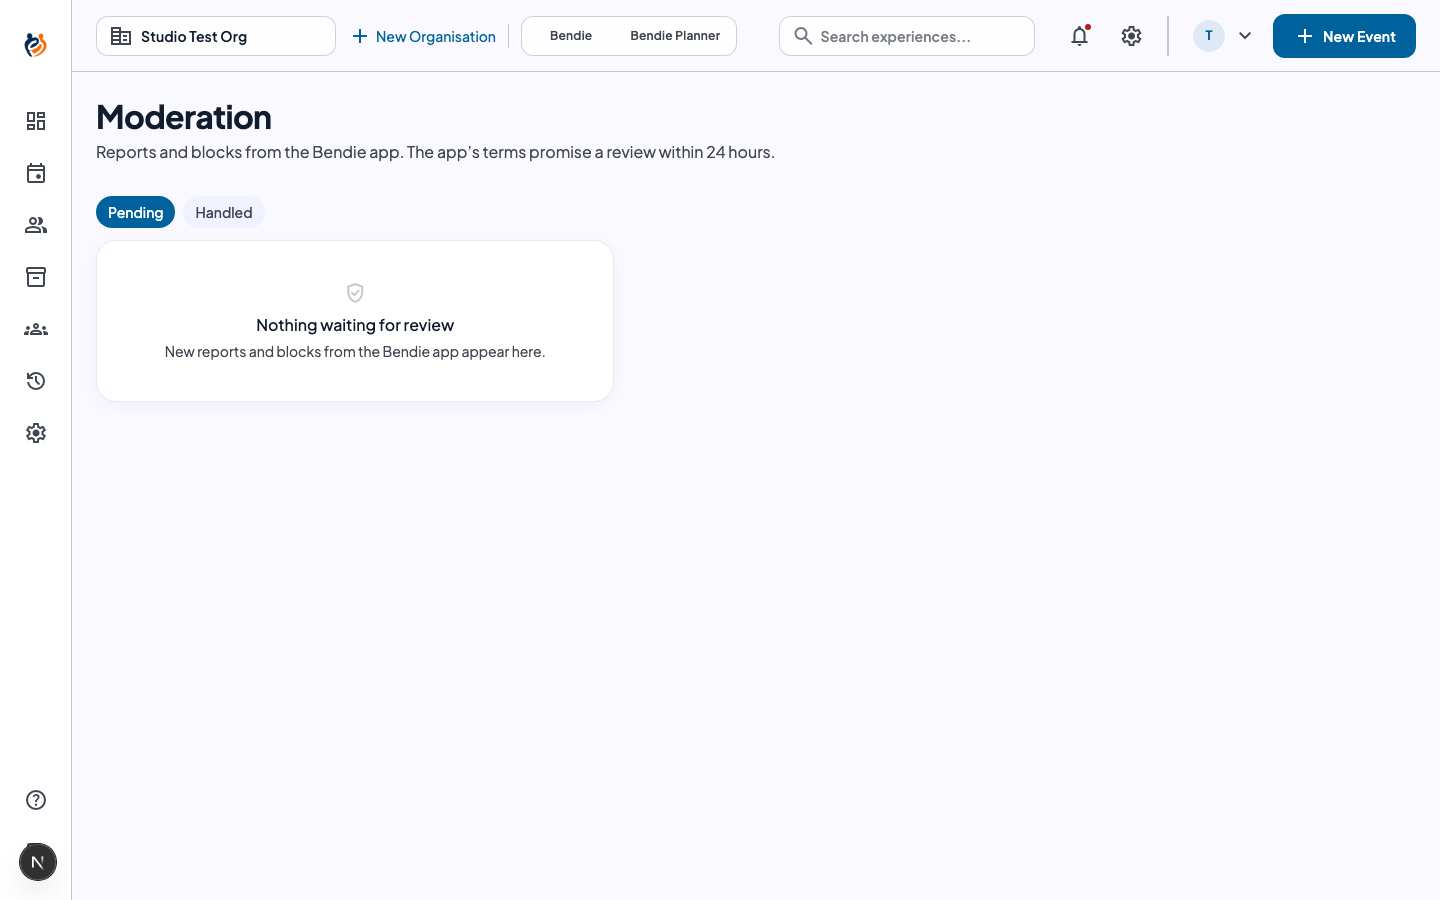 Studio Test Org
New Organisation
Bendie
Bendie Planner
Search experiences...
T
New Event
Moderation
Reports and blocks from the Bendie app. The app's terms promise a review within 24 hours.
Pending
Handled
Nothing waiting for review
New reports and blocks from the Bendie app appear here.
N